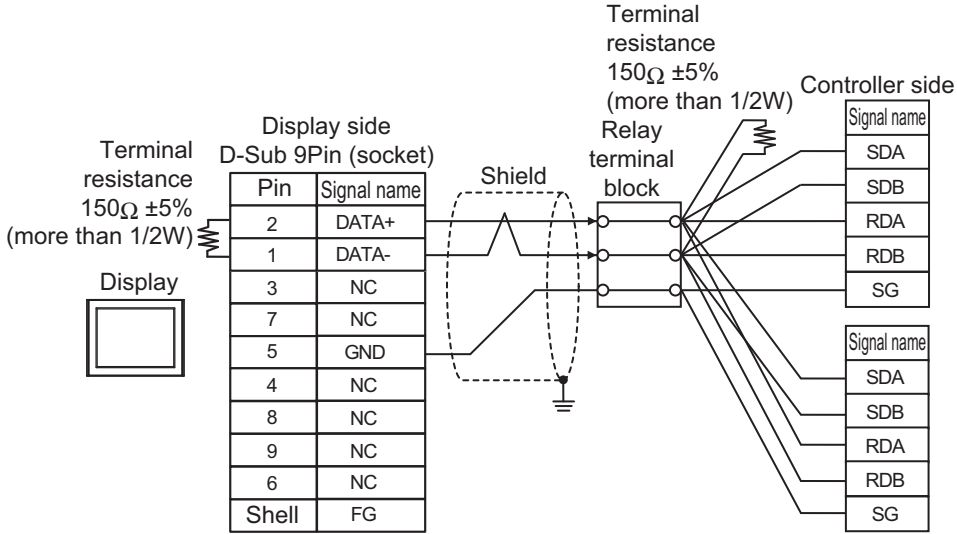 Terminal
resistance
150Ω ±5%
(more than 1/2W)
Controller side
Display side
D-Sub 9Pin (socket)
Terminal
resistance
150Ω ±5%
(more than 1/2W)
Display
Shield
Relay
terminal
block
Pin Signal name
2 DATA+
1 DATA-
3 NC
7 NC
5 GND
4 NC
8 NC
9 NC
6 NC
Shell FG
Signal name
SDA
SDB
RDA
RDB
SG
Signal name
SDA
SDB
RDA
RDB
SG